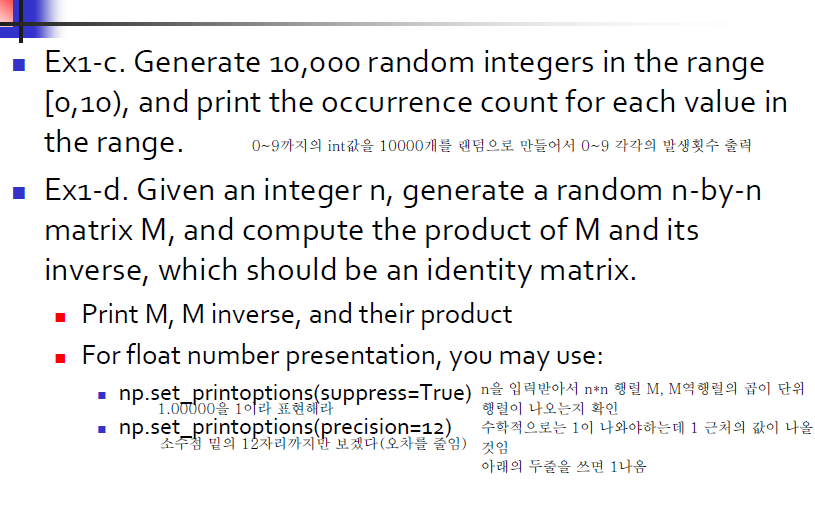 Ex1-c. Generate 10,000 random integers in the range
[0,10), and print the occurrence count for each value in
the range.
0~9까지의 int값을 10000개를 랜덤으로 만들어서 0~9 각각의 발생횟수 출력
Ex1-d. Given an integer n, generate a random n-by-n
matrix M, and compute the product of M and its
inverse, which should be an identity matrix.
Print M, M inverse, and their product
For float number presentation, you may use:
np.set_printoptions(suppress=True)
1.00000을 1이라 표현해라
np.set_printoptions(precision=12)
소수점 밑의 12자리까지만 보겠다(오차를 줄임)
n을 입력받아서 n*n 행렬 M, M역행렬의 곱이 단위
행렬이 나오는지 확인
수학적으로는 1이 나와야하는데 1 근처의 값이 나올
것임
아래의 두줄을 쓰면 1나옴